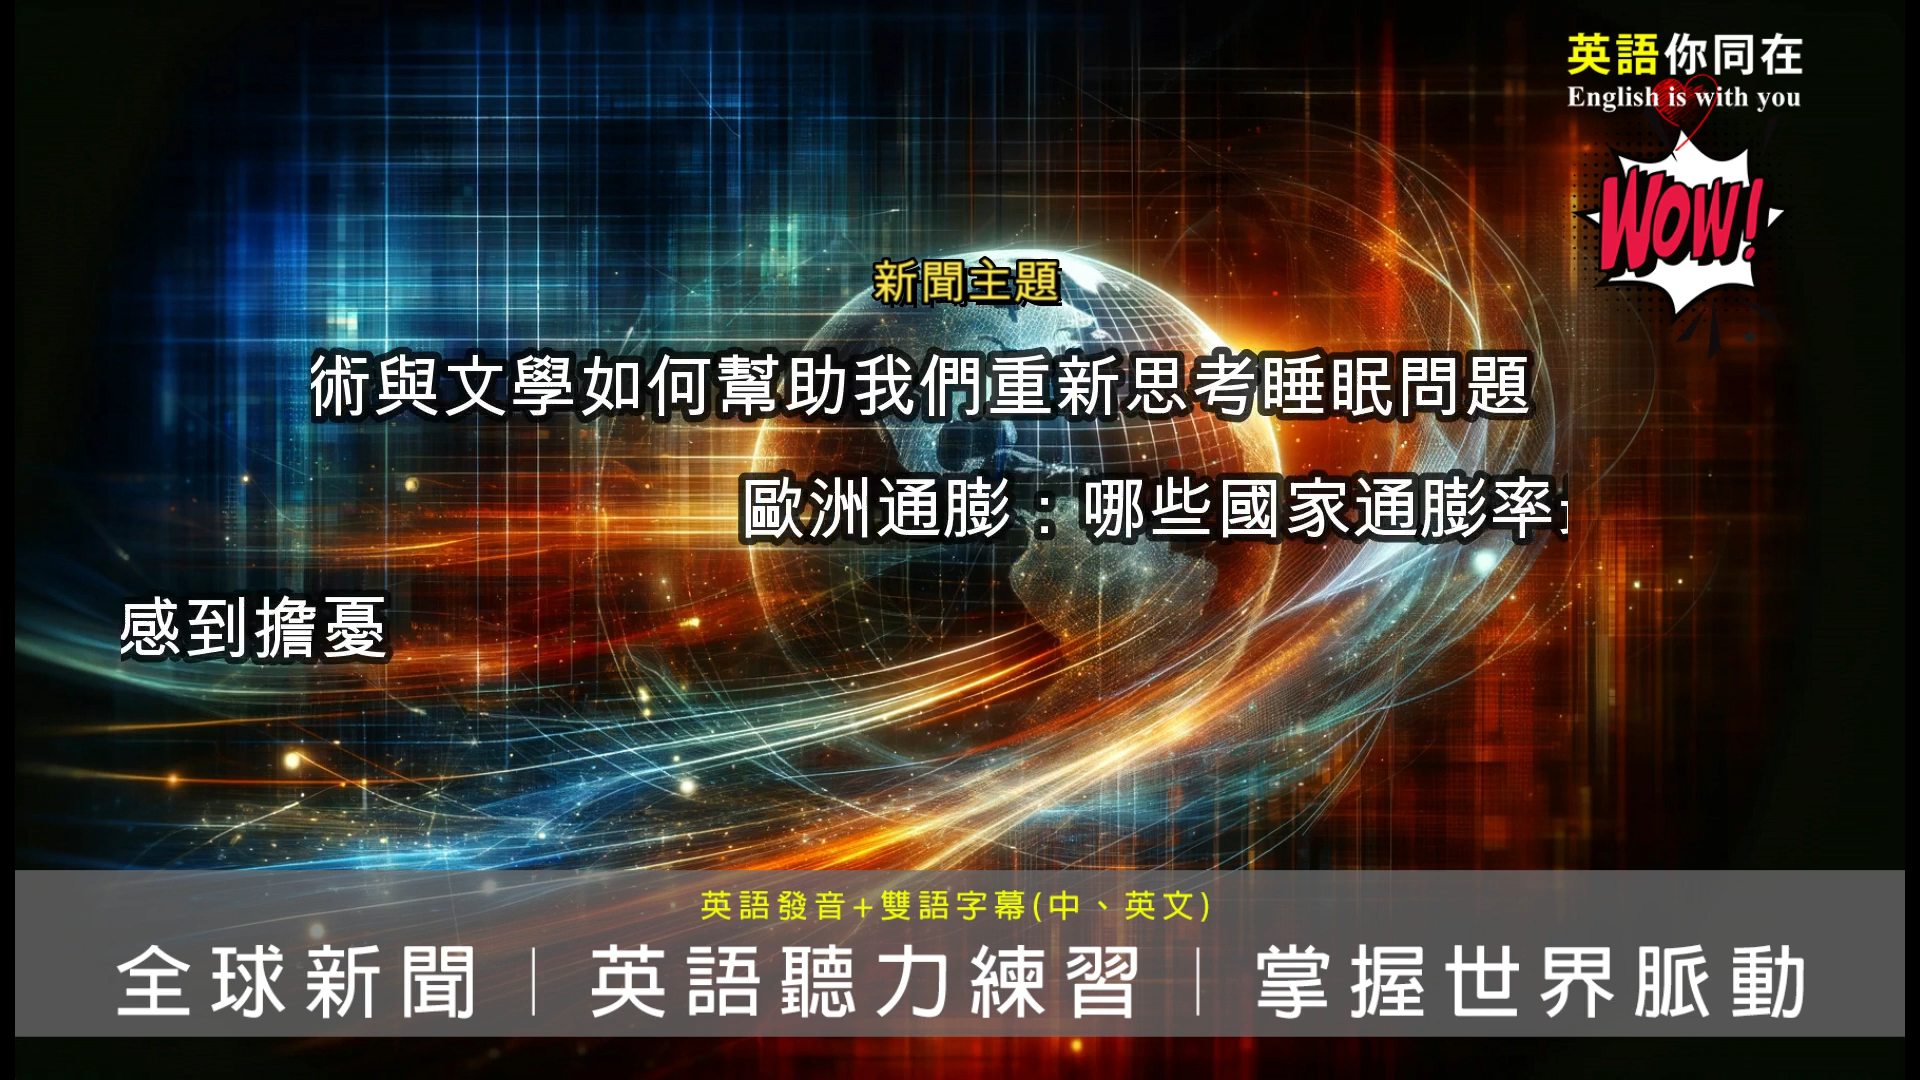 英語你同在
English is with you
WOW!
新聞主題
術與文學如何幫助我們重新思考睡眠問題
歐洲通膨：哪些國家通膨率
感到擔憂
英語發音+雙語字幕(中、英文)
全球新聞｜英語聽力練習｜掌握世界脈動